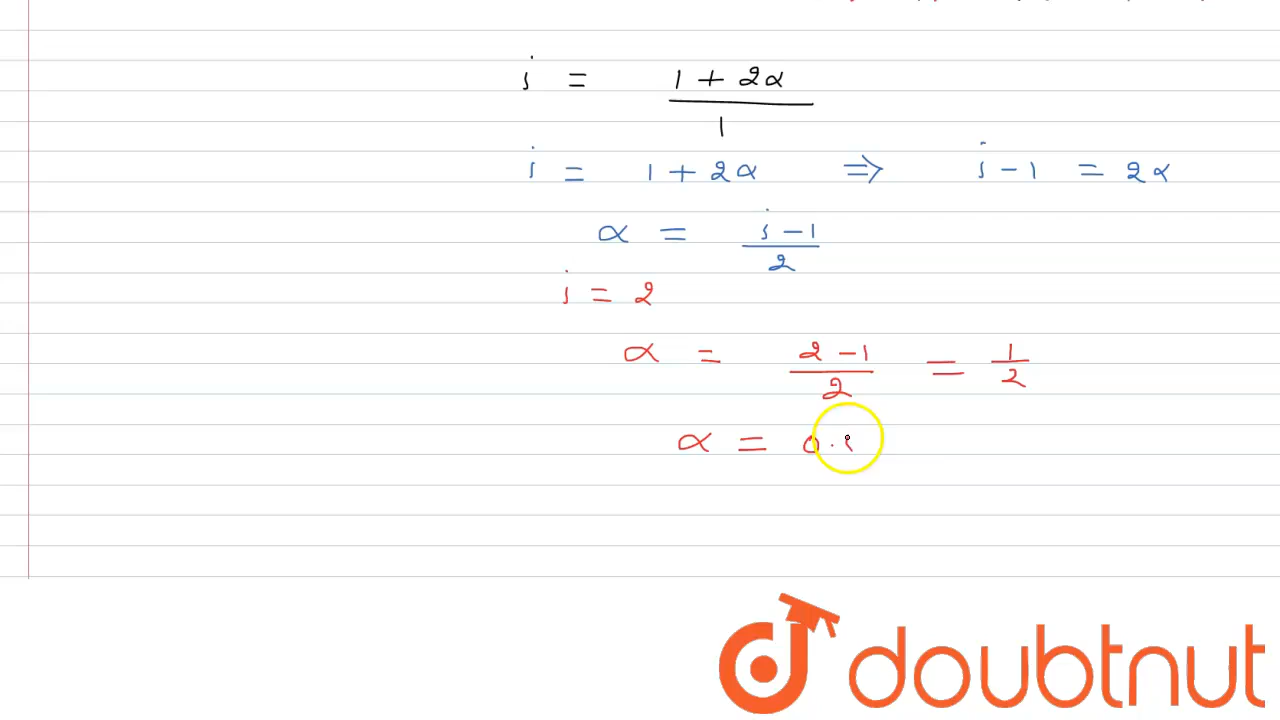 i = 1 + 2α / 1
i = 1 + 2α ⇒ i - 1 = 2α
α = i - 1 / 2
i = 2
α = 2 - 1 / 2 = 1 / 2
α = 0.
doubtnut